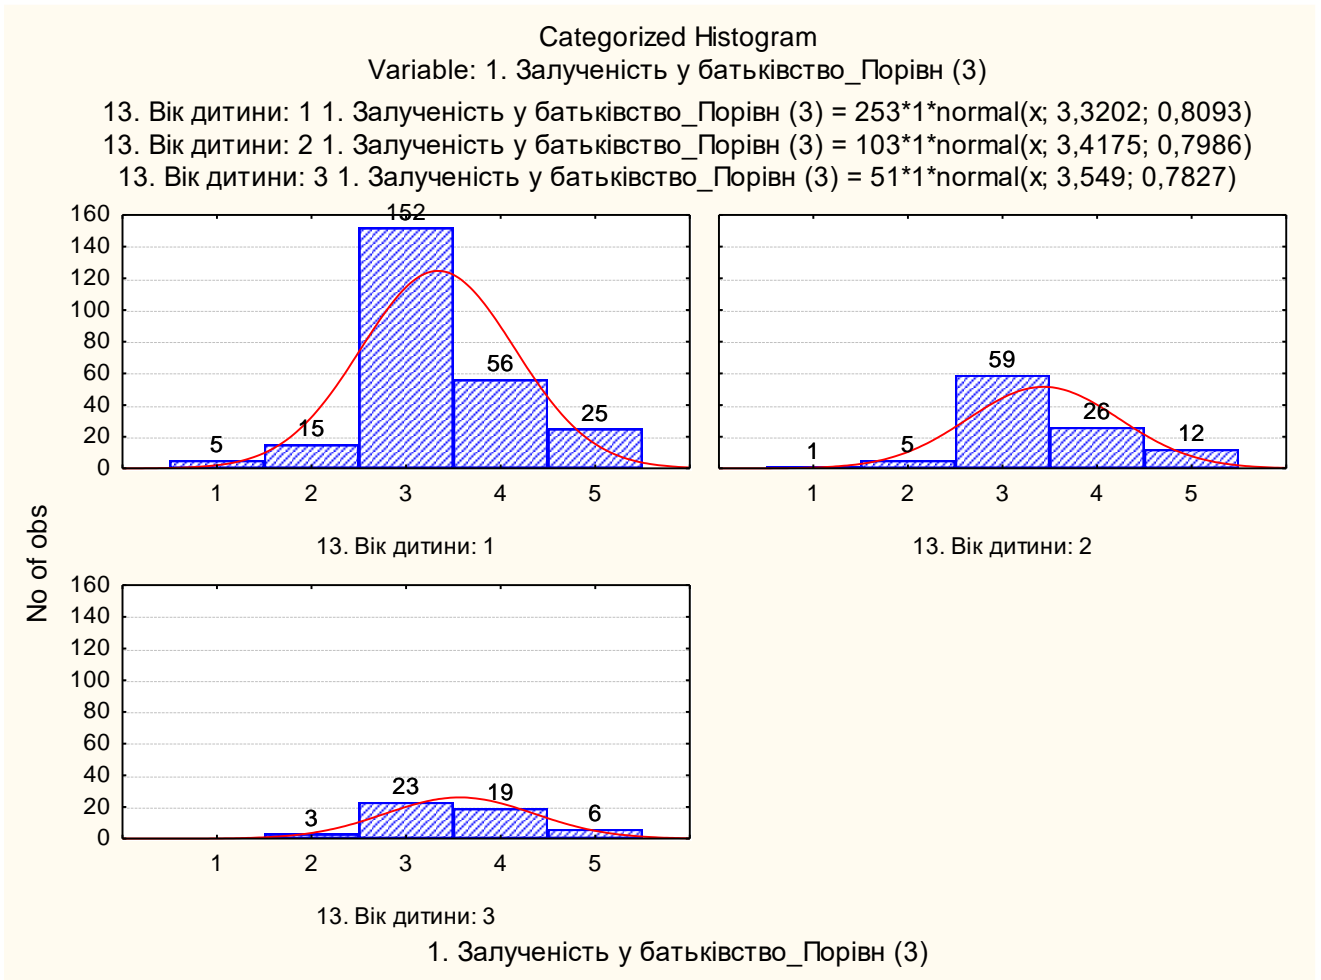 Categorized Histogram
Variable: 1. Залученість у батьківство_Порівн (3)
13. Вік дитини: 1 1. Залученість у батьківство_Порівн (3) = 253*1*normal(x; 3,3202; 0,8093)
13. Вік дитини: 2 1. Залученість у батьківство_Порівн (3) = 103*1*normal(x; 3,4175; 0,7986)
13. Вік дитини: 3 1. Залученість у батьківство_Порівн (3) = 51*1*normal(x; 3,549; 0,7827)
No of obs
160
140
120
100
80
60
40
20
0
5
15
152
56
25
1 2 3 4 5
13. Вік дитини: 1
1
5
59
26
12
1 2 3 4 5
13. Вік дитини: 2
160
140
120
100
80
60
40
20
0
3
23
19
6
1 2 3 4 5
13. Вік дитини: 3
1. Залученість у батьківство_Порівн (3)